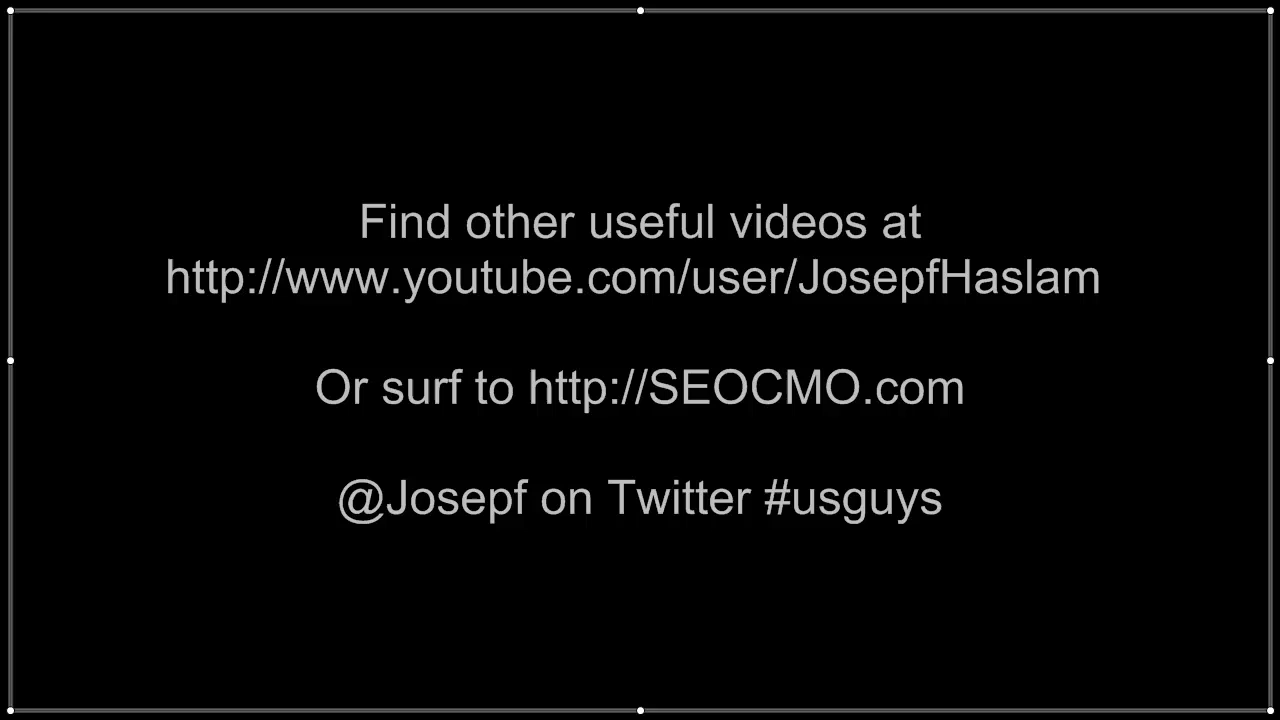 Find other useful videos at
http://www.youtube.com/user/JosepfHaslam
Or surf to http://SEOCMO.com
@Josepf on Twitter #usguys